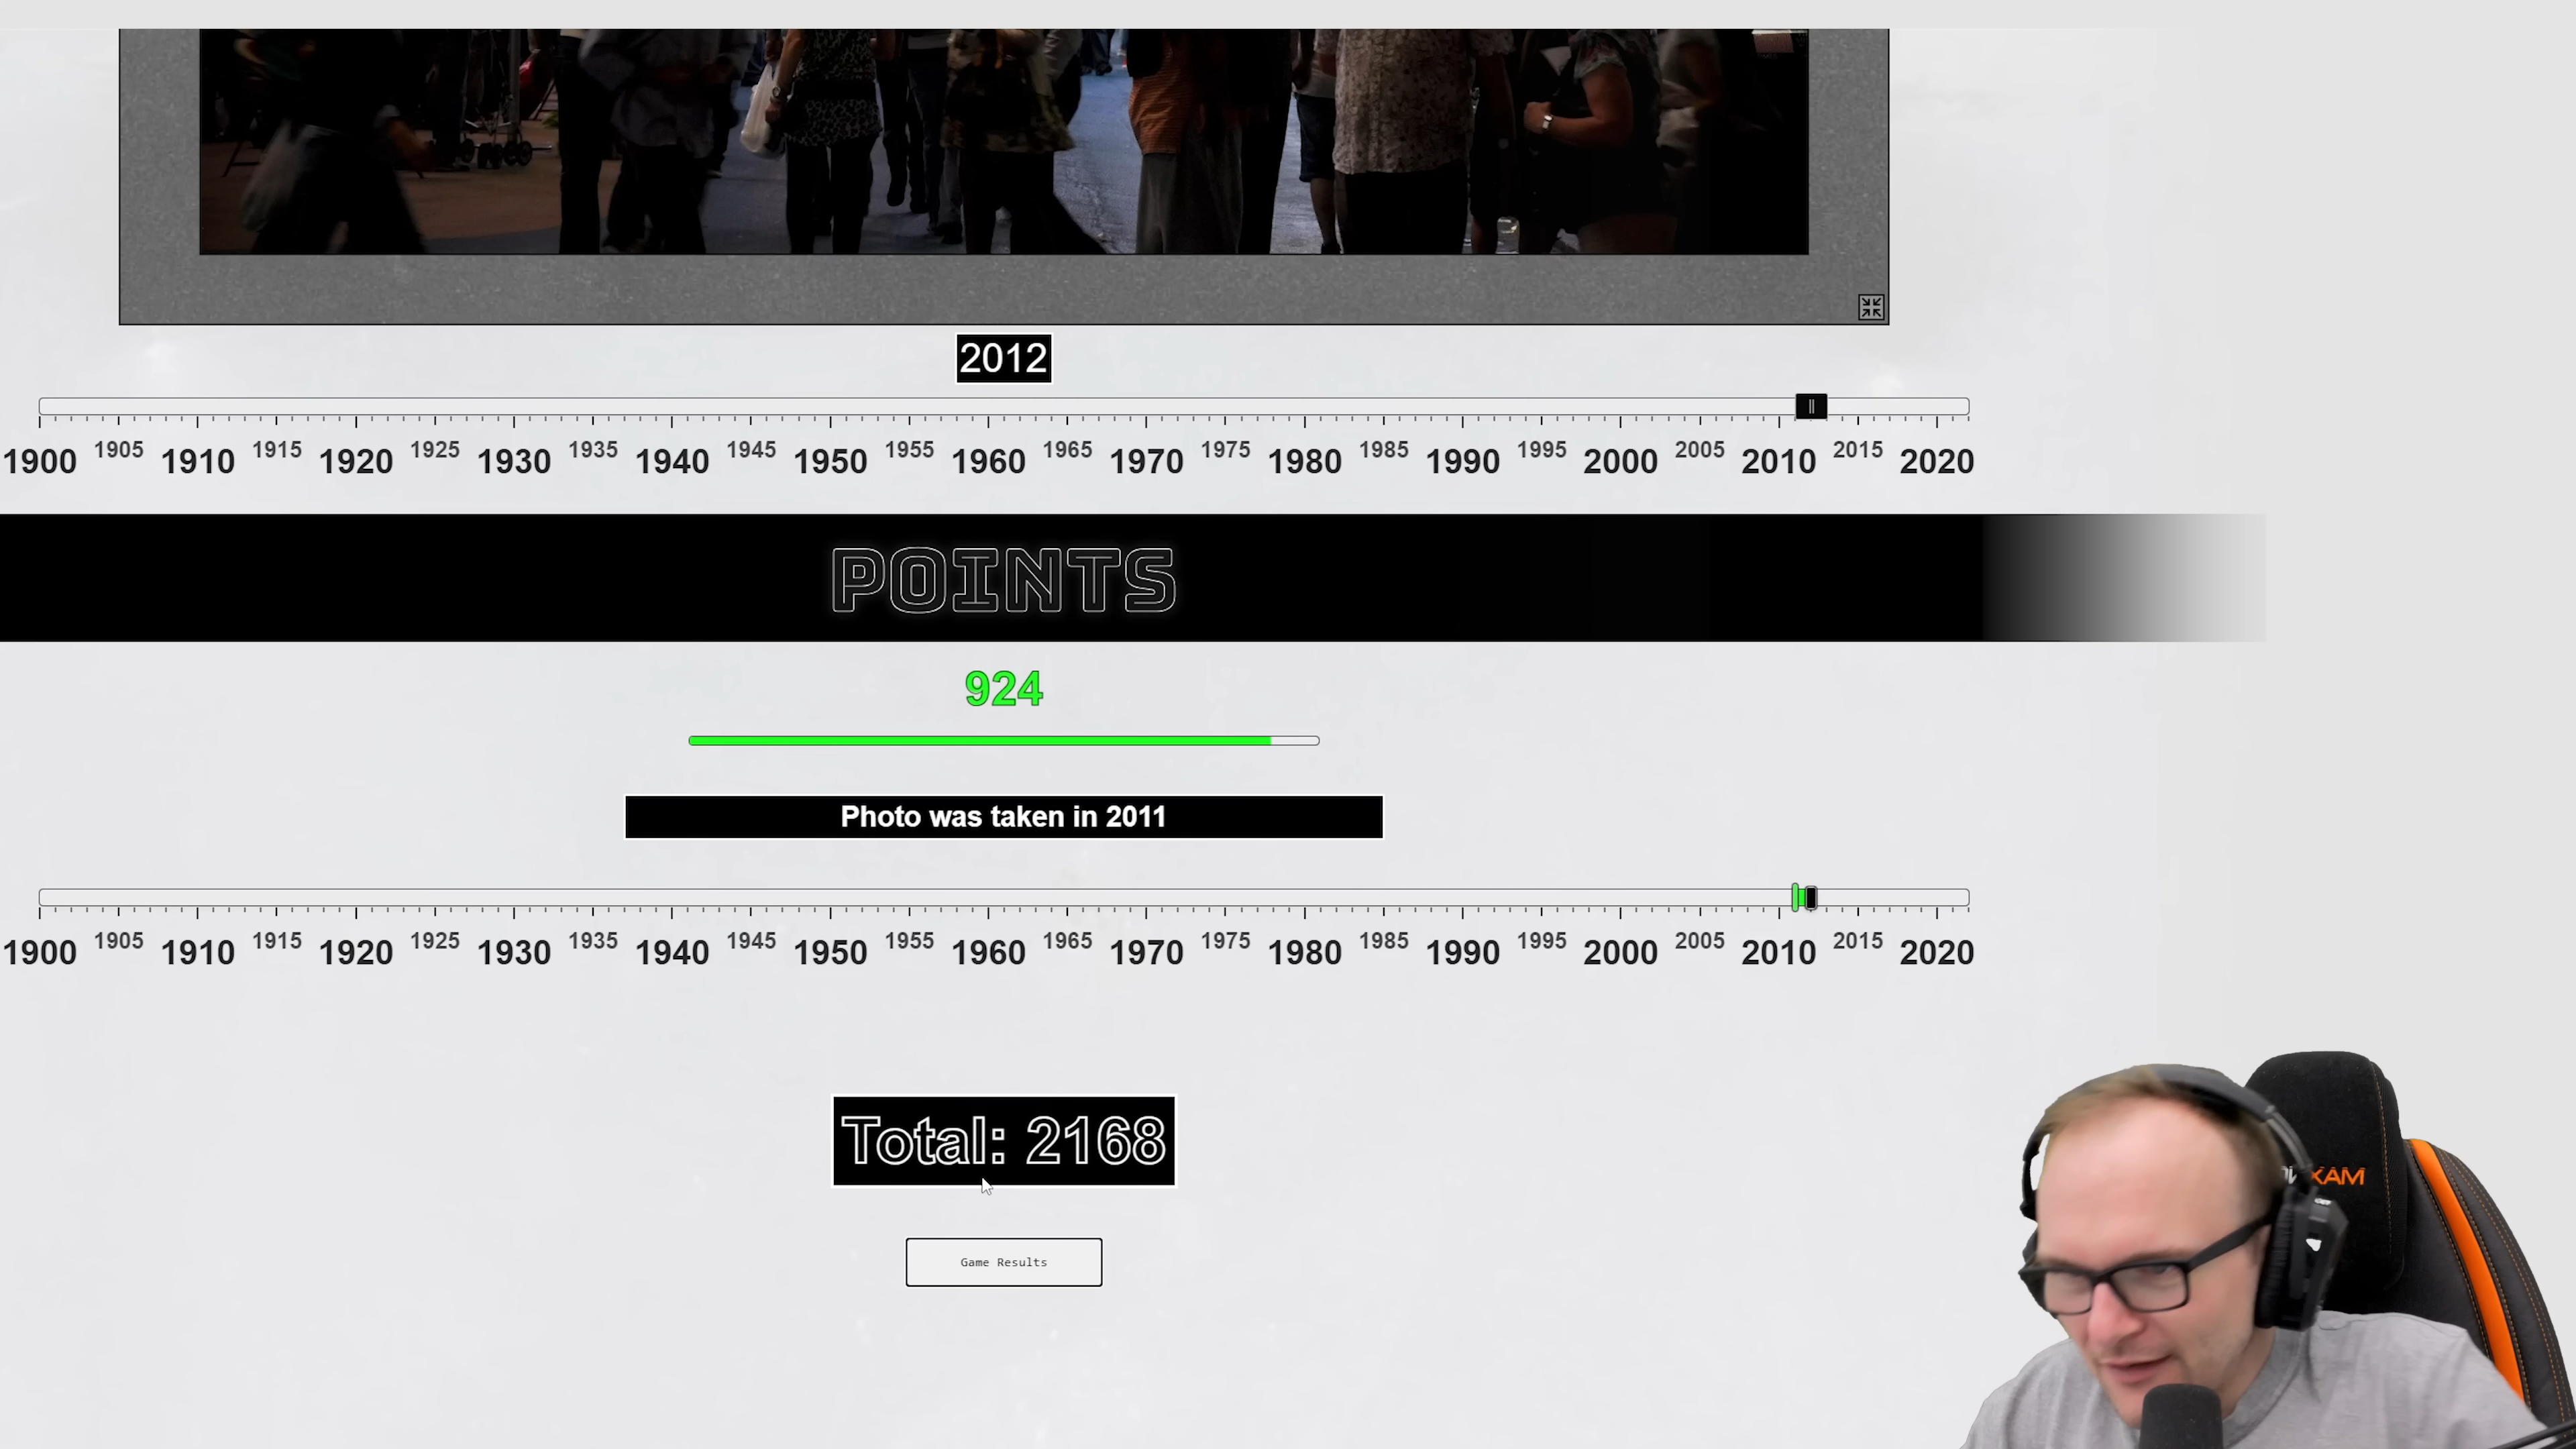 2012
1900 1905 1910 1915 1920 1925 1930 1935 1940 1945 1950 1955 1960 1965 1970 1975 1980 1985 1990 1995 2000 2005 2010 2015 2020
POINTS
924
Photo was taken in 2011
1900 1905 1910 1915 1920 1925 1930 1935 1940 1945 1950 1955 1960 1965 1970 1975 1980 1985 1990 1995 2000 2005 2010 2015 2020
Total: 2168
XAM
Game Results